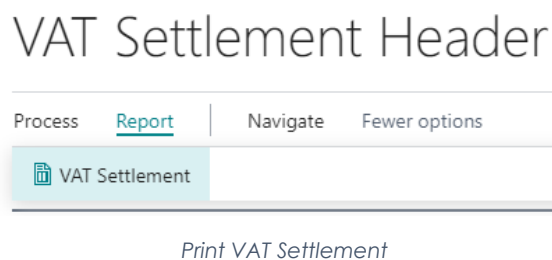 VAT Settlement Header
Process Report Navigate Fewer options
VAT Settlement
Print VAT Settlement